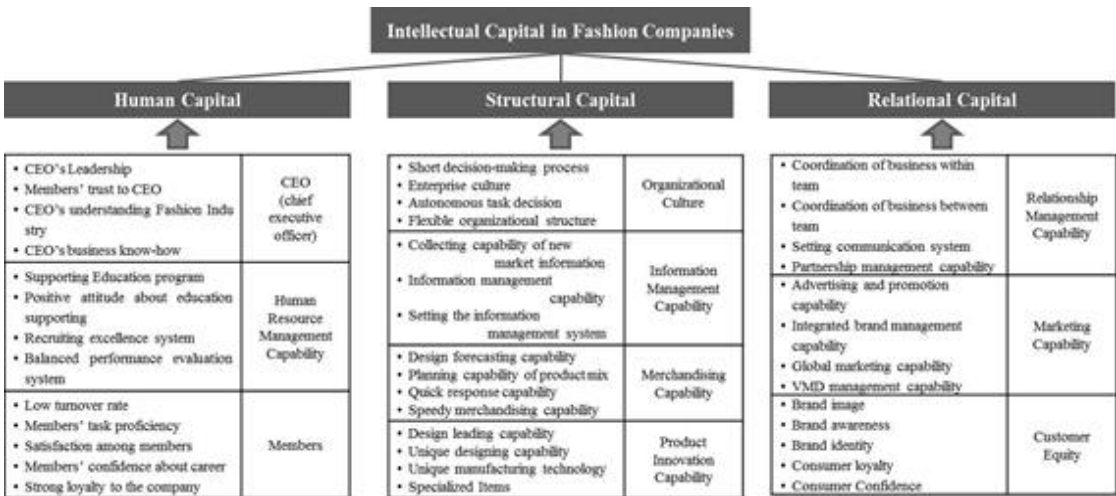 Intellectual Capital in Fashion Companies
Human Capital
• CEO's Leadership
• Members' trust to CEO
• CEO's understanding Fashion Indu
stry
• CEO's business know-how
CEO
(chief
executive
officer)
• Supporting Education program
• Positive attitude about education
supporting
• Recruiting excellence system
• Balanced performance evaluation
system
Human
Resource
Management
Capability
• Low turnover rate
• Members' task proficiency
• Satisfaction among members
• Members' confidence about career
• Strong loyalty to the company
Members
Structural Capital
• Short decision-making process
• Enterprise culture
• Autonomous task decision
• Flexible organizational structure
Organizational
Culture
• Collecting capability of new
market information
• Information management
capability
• Setting the information
management system
Information
Management
Capability
• Design forecasting capability
• Planning capability of product mix
• Quick response capability
• Speedy merchandising capability
Merchandising
Capability
• Design leading capability
• Unique designing capability
• Unique manufacturing technology
• Specialized Items
Product
Innovation
Capability
Relational Capital
• Coordination of business within
team
• Coordination of business between
team
• Setting communication system
• Partnership management capability
Relationship
Management
Capability
• Advertising and promotion
capability
• Integrated brand management
capability
• Global marketing capability
• VMD management capability
Marketing
Capability
• Brand image
• Brand awareness
• Brand identity
• Consumer loyalty
• Consumer Confidence
Customer
Equity